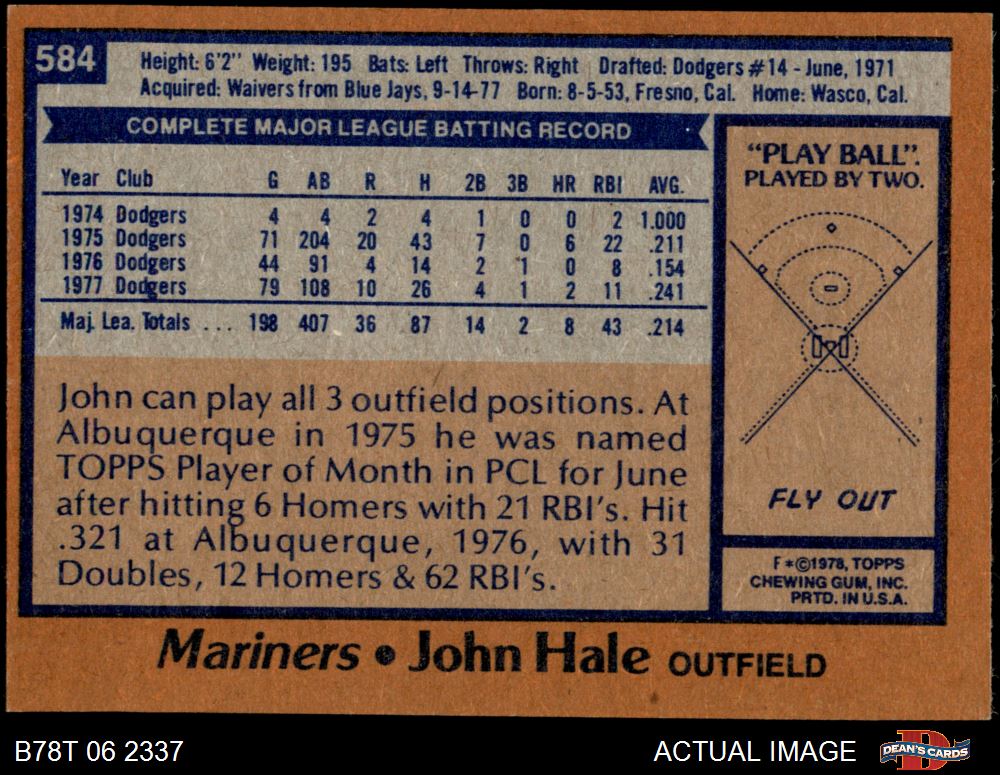 584
Height: 6'2" Weight: 195 Bats: Left Throws: Right Drafted: Dodgers #14 - June, 1971
Acquired: Waivers from Blue Jays, 9-14-77 Born: 8-5-53, Fresno, Cal. Home: Wasco, Cal.
COMPLETE MAJOR LEAGUE BATTING RECORD
Year Club G AB R H 2B 3B HR RBI AVG.
1974 Dodgers 4 4 2 4 1 0 0 2 1.000
1975 Dodgers 71 204 20 43 7 0 6 22 .211
1976 Dodgers 44 91 4 14 2 1 0 8 .154
1977 Dodgers 79 108 10 26 4 1 2 11 .241
Maj. Lea. Totals ... 198 407 36 87 14 2 8 43 .214
John can play all 3 outfield positions. At
Albuquerque in 1975 he was named
TOPPS Player of Month in PCL for June
after hitting 6 Homers with 21 RBI's. Hit
.321 at Albuquerque, 1976, with 31
Doubles, 12 Homers & 62 RBI's.
"PLAY BALL".
PLAYED BY TWO.
FLY OUT
F*©1978, TOPPS
CHEWING GUM, INC.
PRTD. IN U.S.A.
Mariners • John Hale OUTFIELD
B78T 06 2337
ACTUAL IMAGE
D
DEAN'S CARDS